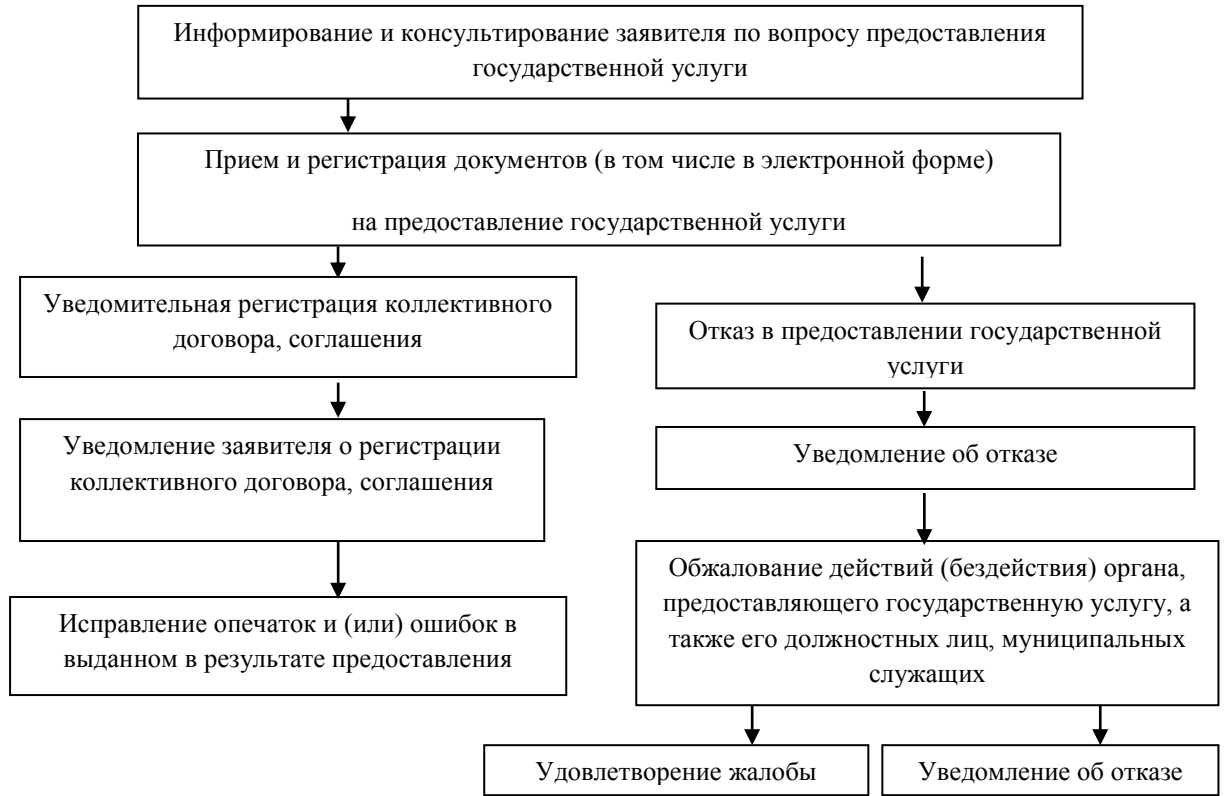 Информирование и консультирование заявителя по вопросу предоставления
государственной услуги
Прием и регистрация документов (в том числе в электронной форме)
на предоставление государственной услуги
Уведомительная регистрация коллективного
договора, соглашения
Уведомление заявителя о регистрации
коллективного договора, соглашения
Исправление опечаток и (или) ошибок в
выданном в результате предоставления
Отказ в предоставлении государственной
услуги
Уведомление об отказе
Обжалование действий (бездействия) органа,
предоставляющего государственную услугу, а
также его должностных лиц, муниципальных
служащих
Удовлетворение жалобы
Уведомление об отказе